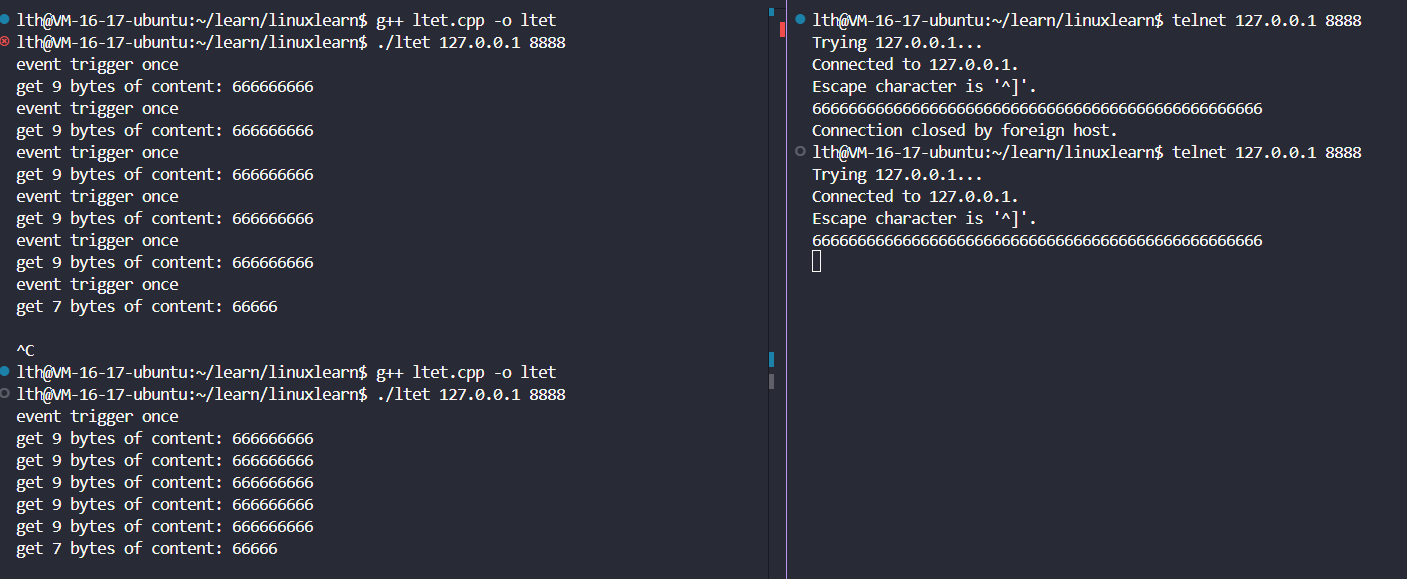 lth@VM-16-17-ubuntu:~/learn/linuxlearn$ g++ ltet.cpp -o ltet
lth@VM-16-17-ubuntu:~/learn/linuxlearn$ ./ltet 127.0.0.1 8888
event trigger once
get 9 bytes of content: 666666666
event trigger once
get 9 bytes of content: 666666666
event trigger once
get 9 bytes of content: 666666666
event trigger once
get 9 bytes of content: 666666666
event trigger once
get 9 bytes of content: 666666666
event trigger once
get 7 bytes of content: 66666
^C
lth@VM-16-17-ubuntu:~/learn/linuxlearn$ g++ ltet.cpp -o ltet
lth@VM-16-17-ubuntu:~/learn/linuxlearn$ ./ltet 127.0.0.1 8888
event trigger once
get 9 bytes of content: 666666666
get 9 bytes of content: 666666666
get 9 bytes of content: 666666666
get 9 bytes of content: 666666666
get 9 bytes of content: 666666666
get 7 bytes of content: 66666
lth@VM-16-17-ubuntu:~/learn/linuxlearn$ telnet 127.0.0.1 8888
Trying 127.0.0.1...
Connected to 127.0.0.1.
Escape character is '^]'.
66666666666666666666666666666666666666666666666666
Connection closed by foreign host.
lth@VM-16-17-ubuntu:~/learn/linuxlearn$ telnet 127.0.0.1 8888
Trying 127.0.0.1...
Connected to 127.0.0.1.
Escape character is '^]'.
66666666666666666666666666666666666666666666666666